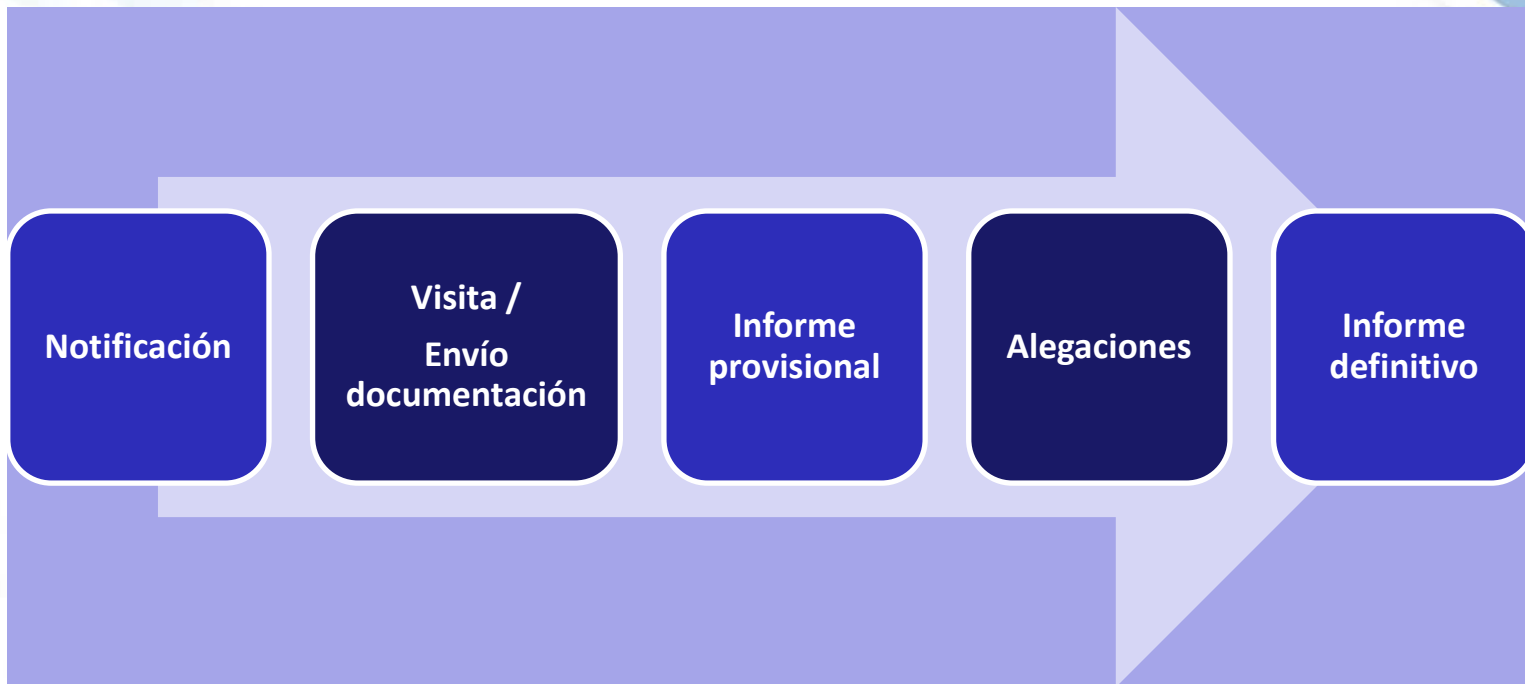 Notificación
Visita /
Envío
documentación
Informe
provisional
Alegaciones
Informe
definitivo